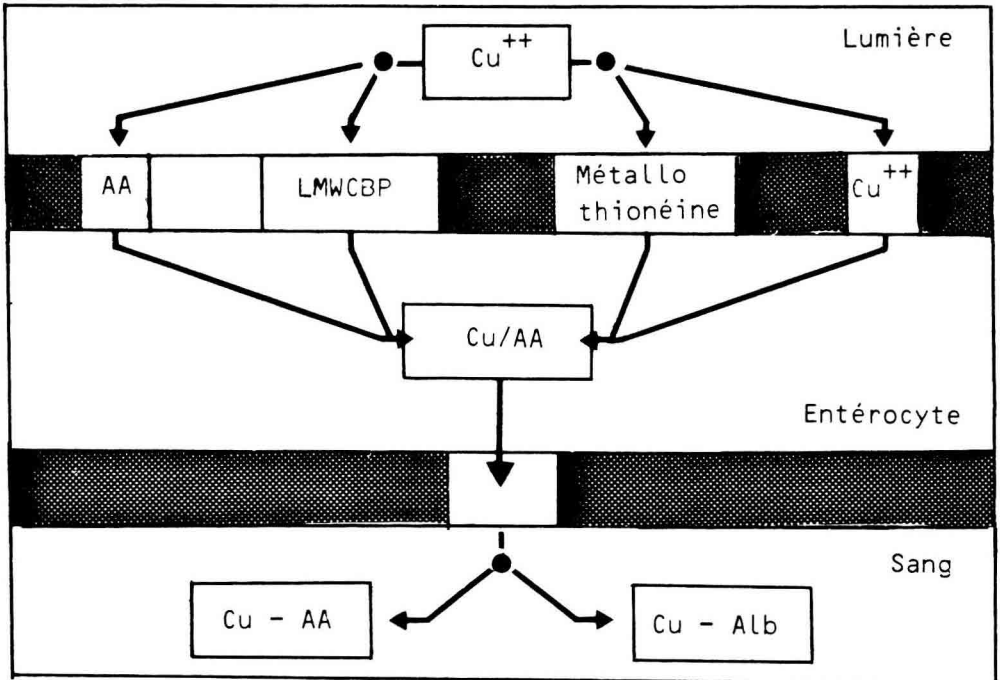 Lumière
Cu++
AA
LMWCBP
Métallo
thionéine
Cu++
Cu/AA
Entérocyte
Sang
Cu - AA
Cu - Alb